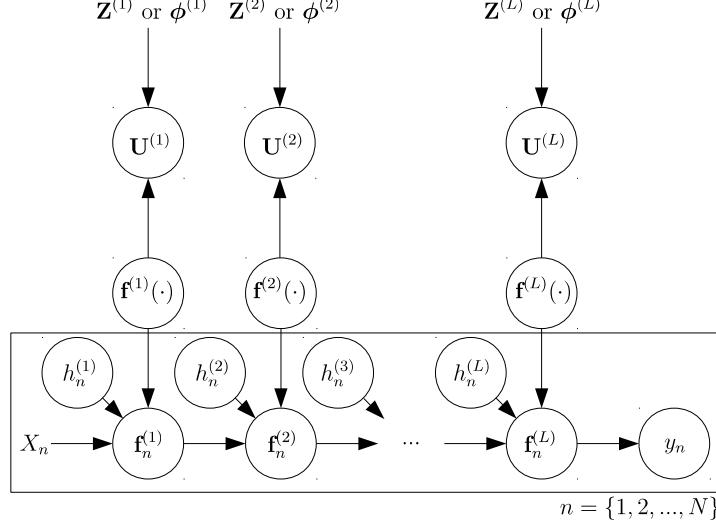 Z^(1) or ϕ^(1) Z^(2) or ϕ^(2) Z^(L) or ϕ^(L)
U^(1) U^(2) U^(L)
f^(1)(·) f^(2)(·) f^(L)(·)
h_n^(1) h_n^(2) h_n^(3) h_n^(L)
X_n f_n^(1) f_n^(2) ... f_n^(L) y_n
n = {1, 2, ..., N}